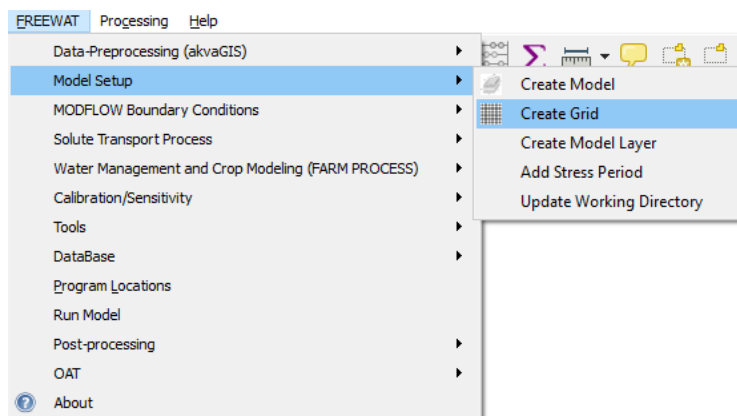 FREEWAT Processing Help
Data-Preprocessing (akvaGIS)
Model Setup
MODFLOW Boundary Conditions
Solute Transport Process
Water Management and Crop Modeling (FARM PROCESS)
Calibration/Sensitivity
Tools
DataBase
Program Locations
Run Model
Post-processing
OAT
About
Create Model
Create Grid
Create Model Layer
Add Stress Period
Update Working Directory